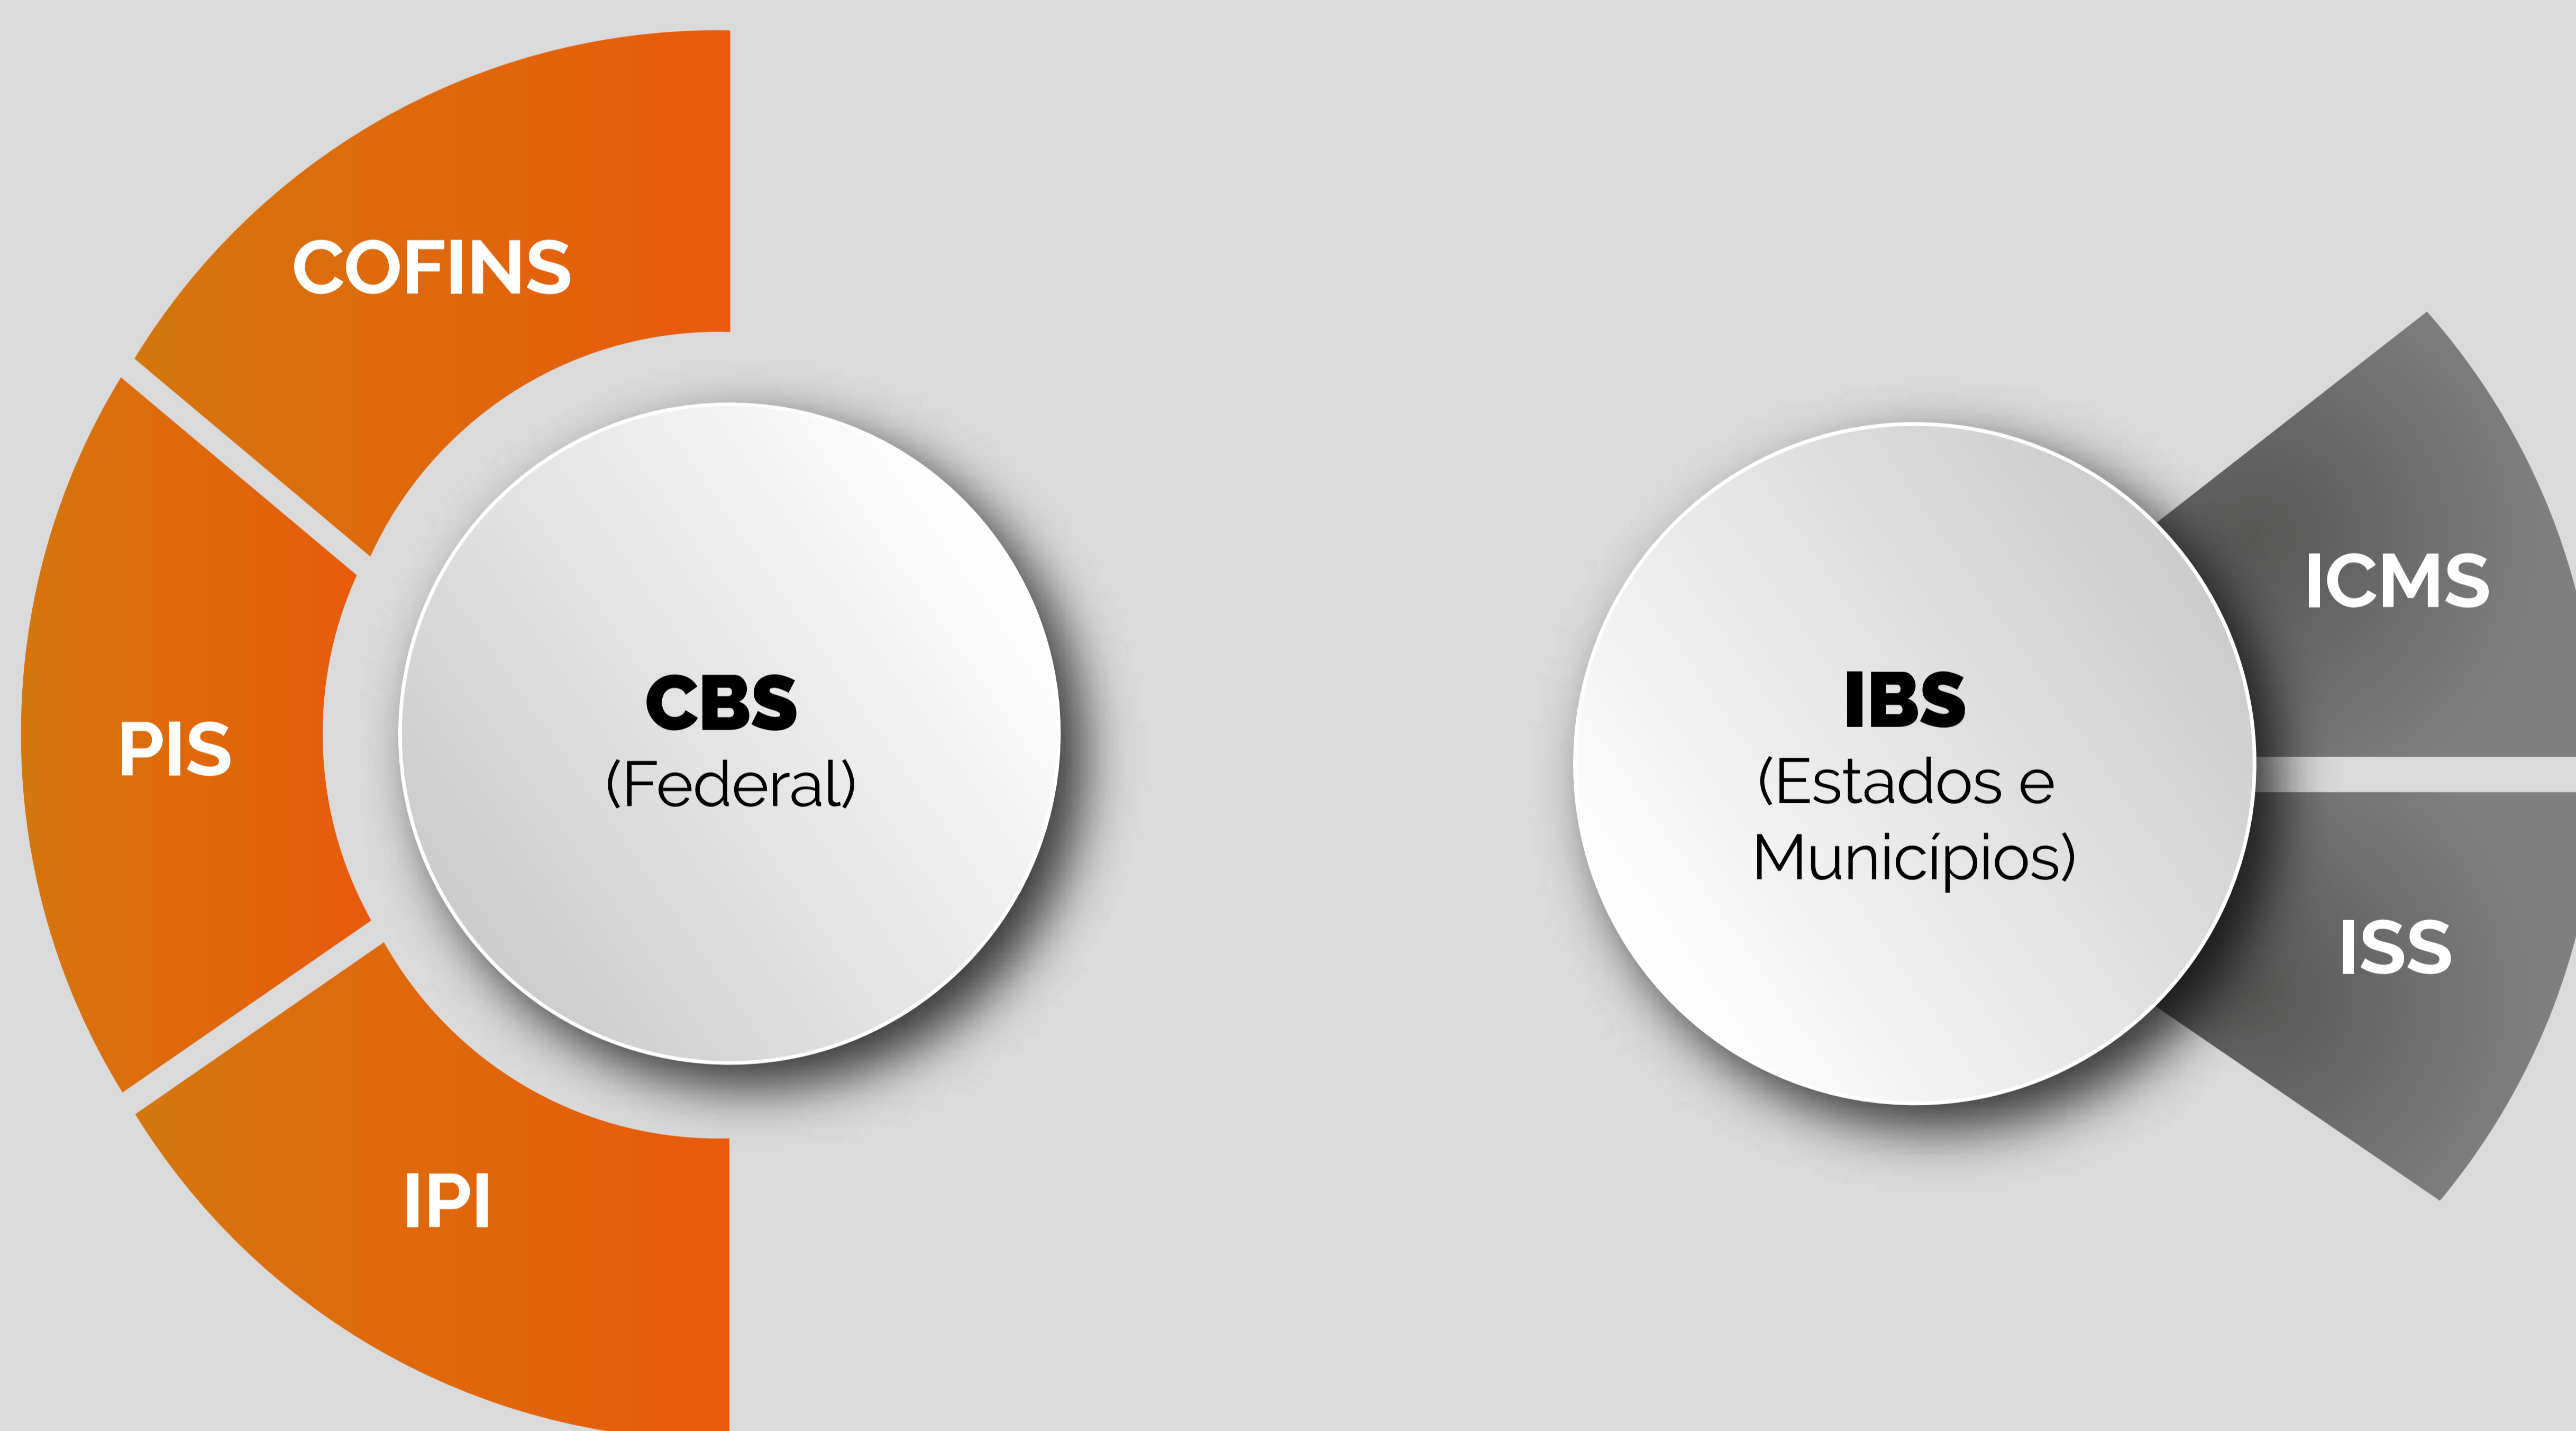 COFINS
PIS
IPI
CBS
(Federal)
IBS
(Estados e
Municípios)
ICMS
ISS